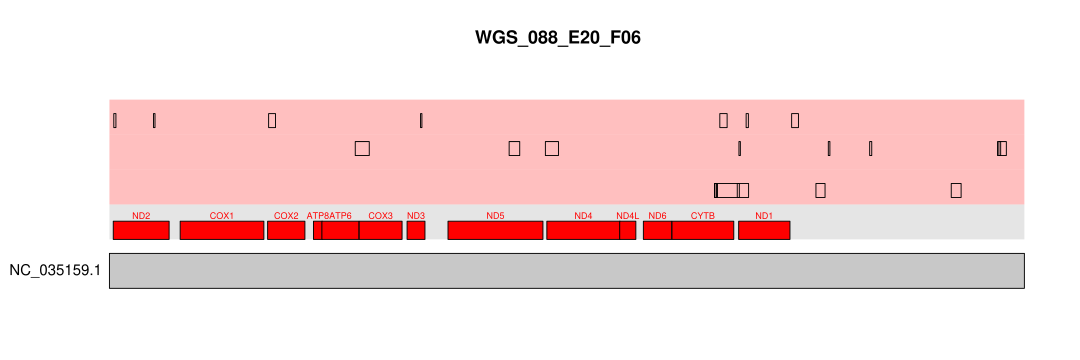 WGS_088_E20_F06
ND2 COX1 COX2 ATP8ATP6 COX3 ND3 ND5 ND4 ND4L ND6 CYTB ND1
NC_035159.1